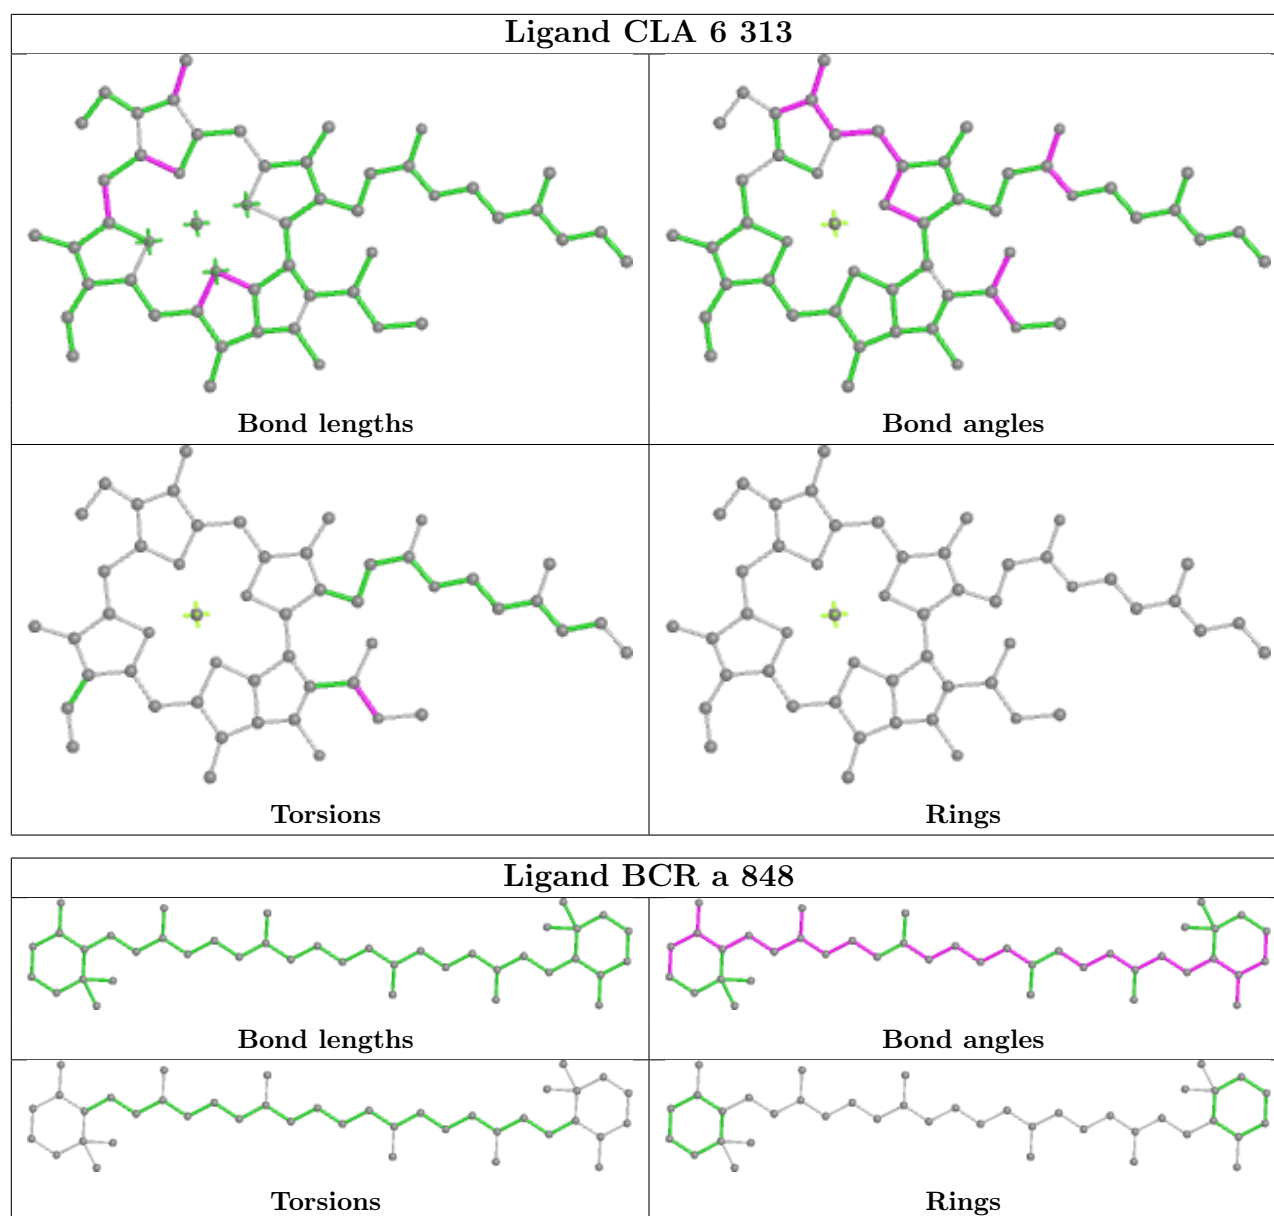 Ligand CLA 6 313
Bond lengths
Bond angles
Torsions
Rings
Ligand BCR a 848
Bond lengths
Bond angles
Torsions
Rings